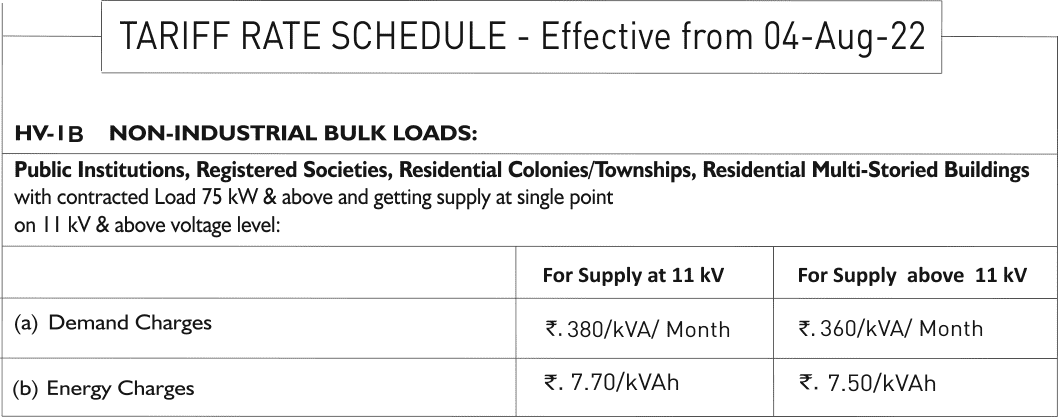 TARIFF RATE SCHEDULE - Effective from 04-Aug-22
HV-1B NON-INDUSTRIAL BULK LOADS:
Public Institutions, Registered Societies, Residential Colonies/Townships, Residential Multi-Storied Buildings
with contracted Load 75 kW & above and getting supply at single point
on 11 kV & above voltage level:
For Supply at 11 kV For Supply above 11 kV
(a) Demand Charges ₹. 380/kVA/ Month ₹. 360/kVA/ Month
(b) Energy Charges ₹. 7.70/kVAh ₹. 7.50/kVAh